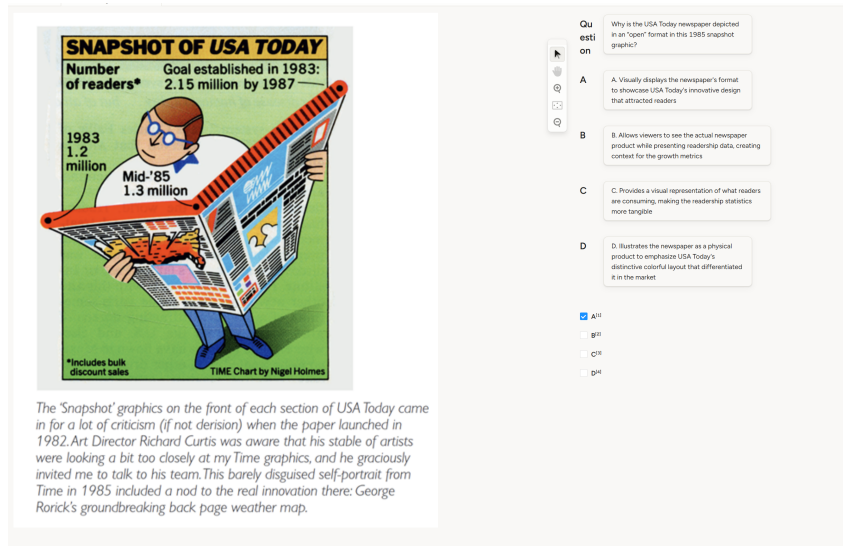 SNAPSHOT OF USA TODAY
Number
of readers*
Goal established in 1983:
2.15 million by 1987
1983
1.2
million
Mid-'85
1.3 million
*Includes bulk
discount sales
TIME Chart by Nigel Holmes
The 'Snapshot' graphics on the front of each section of USA Today came
in for a lot of criticism (if not derision) when the paper launched in
1982. Art Director Richard Curtis was aware that his stable of artists
were looking a bit too closely at my Time graphics, and he graciously
invited me to talk to his team. This barely disguised self-portrait from
Time in 1985 included a nod to the real innovation there: George
Rorick's groundbreaking back page weather map.
Qu
esti
on
Why is the USA Today newspaper depicted
in an "open" format in this 1985 snapshot
graphic?
A
A. Visually displays the newspaper's format
to showcase USA Today's innovative design
that attracted readers
B
B. Allows viewers to see the actual newspaper
product while presenting readership data, creating
context for the growth metrics
C
C. Provides a visual representation of what readers
are consuming, making the readership statistics
more tangible
D
D. Illustrates the newspaper as a physical
product to emphasize USA Today's
distinctive colorful layout that differentiated
it in the market
A[1]
B[2]
C[3]
D[4]